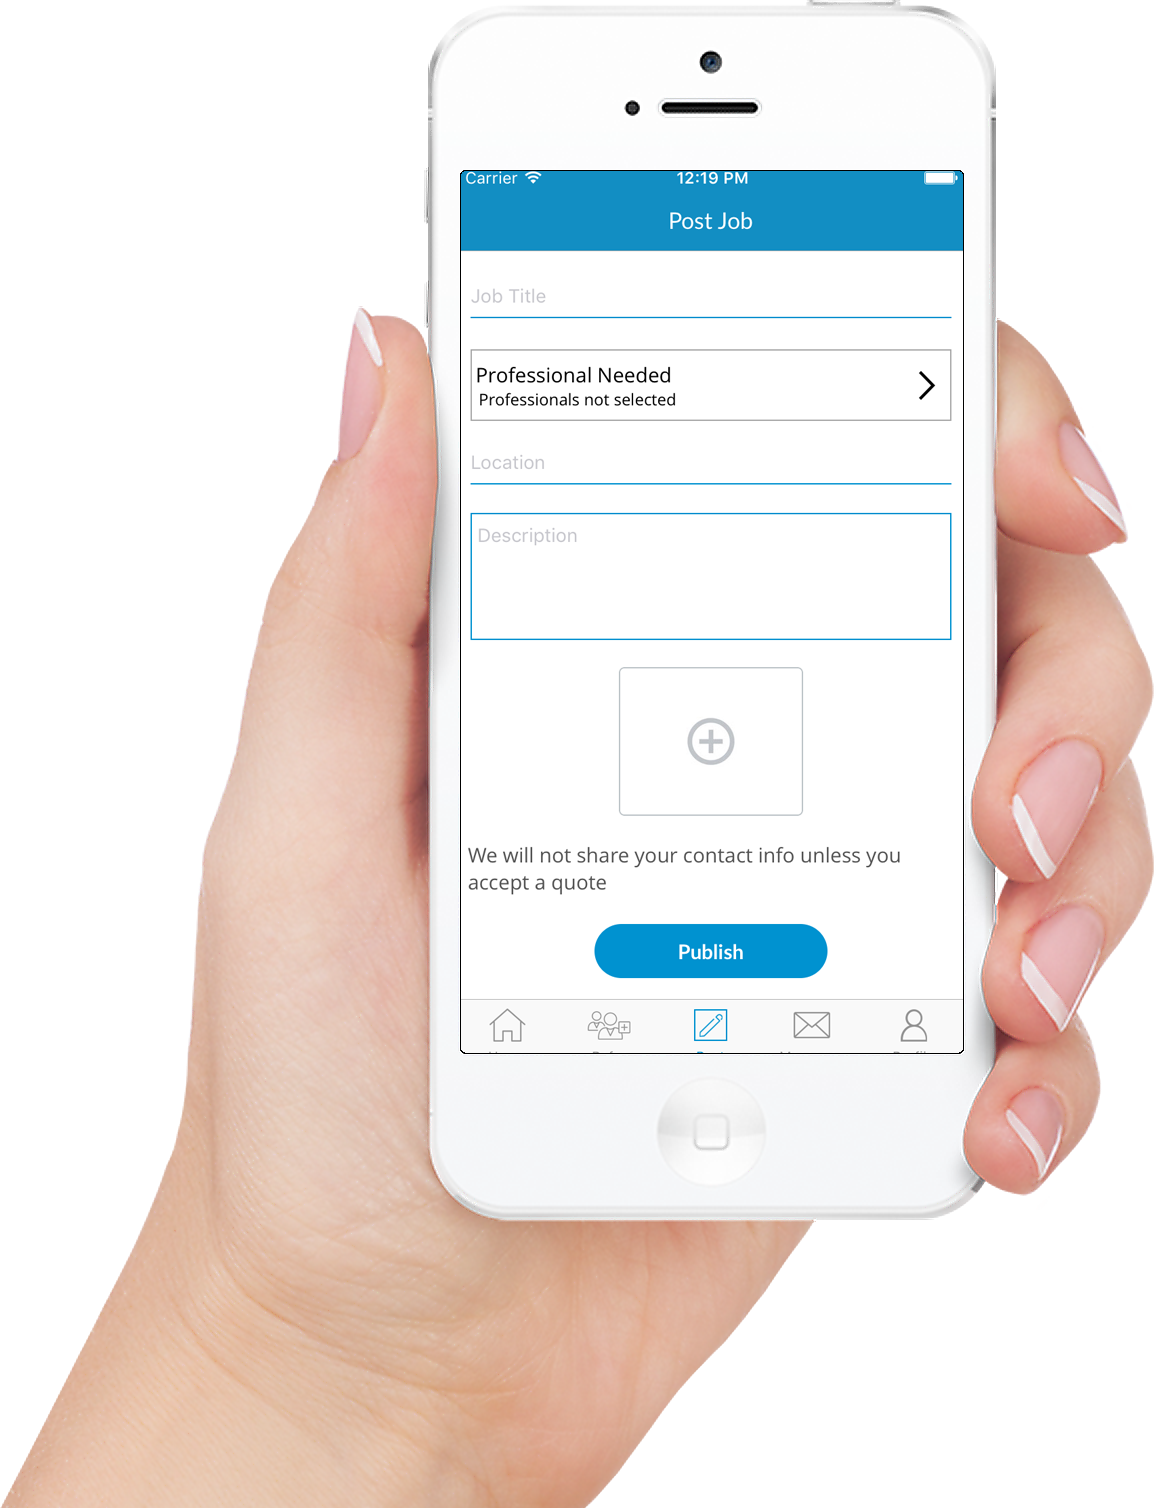 Carrier 12:19 PM
Post Job
Job Title
Professional Needed
Professionals not selected
Location
Description
We will not share your contact info unless you
accept a quote
Publish